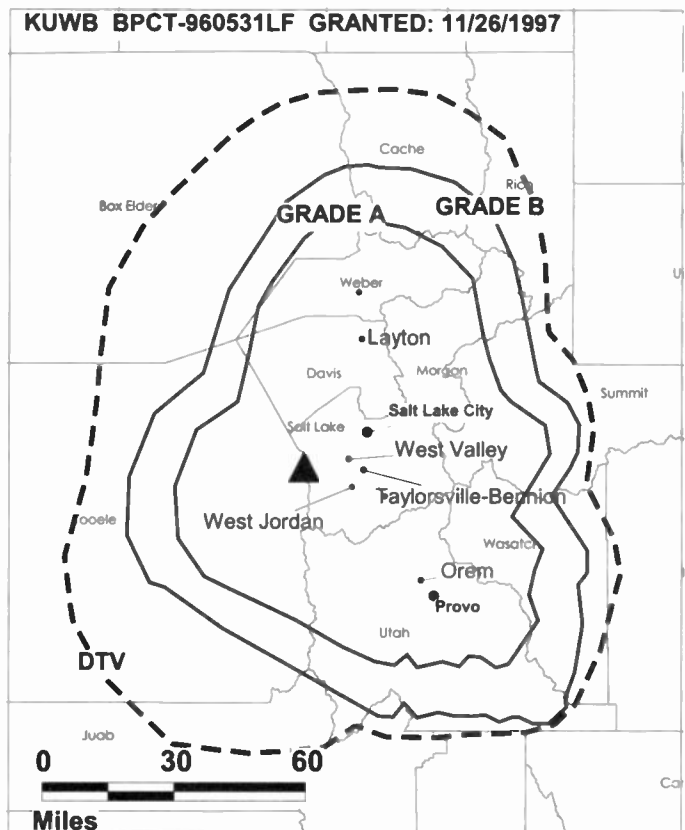 KUWB BPCT-960531LF GRANTED: 11/26/1997
Cache
Rich
Box Elder
GRADE A
GRADE B
Weber
Layton
Davis
Morgan
Summit
Salt Lake City
Salt Lake
West Valley
Taylorsville-Bennion
West Jordan
ooele
Wasatch
Orem
Provo
Utah
DTV
Juab
0 30 60
Miles